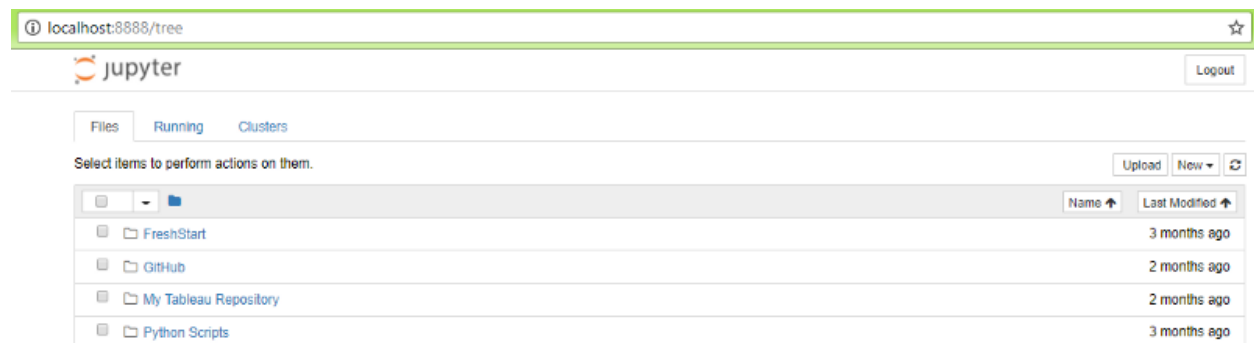 localhost:8888/tree
jupyter
Logout
Files Running Clusters
Select items to perform actions on them.
Upload New
Name Last Modified
FreshStart 3 months ago
GitHub 2 months ago
My Tableau Repository 2 months ago
Python Scripts 3 months ago